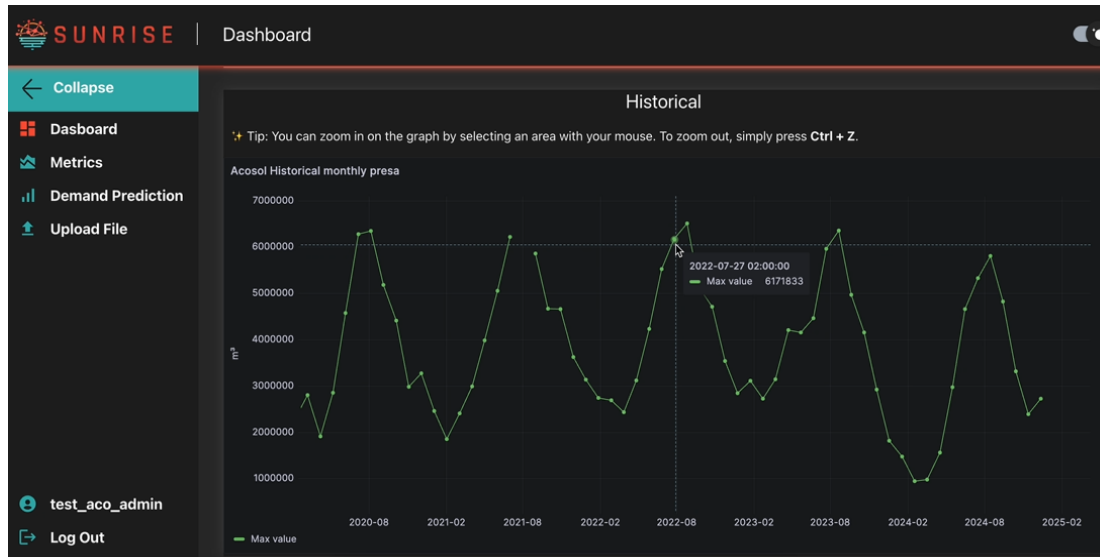 SUNRISE
Dashboard
Collapse
Dasboard
Metrics
Demand Prediction
Upload File
test_aco_admin
Log Out
Historical
✨ Tip: You can zoom in on the graph by selecting an area with your mouse. To zoom out, simply press Ctrl + Z.
Acosol Historical monthly presa
7000000
6000000
5000000
4000000
3000000
2000000
1000000
m³
2022-07-27 02:00:00
Max value 6171833
2020-08 2021-02 2021-08 2022-02 2022-08 2023-02 2023-08 2024-02 2024-08 2025-02
Max value